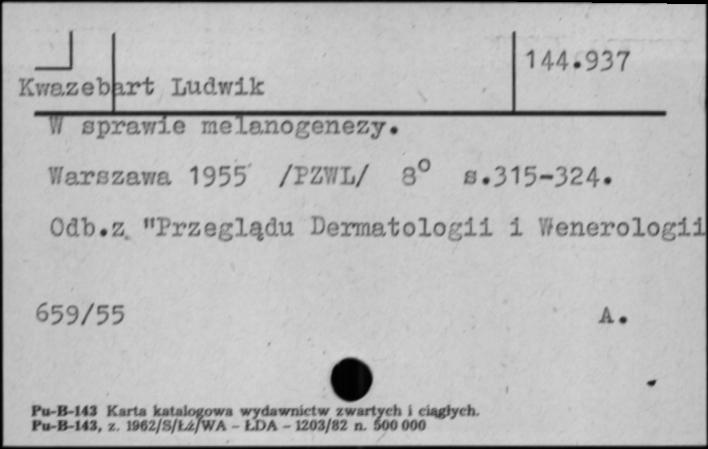 144.937
Kwazebart Ludwik
W sprawie melanogenezy.
Warszawa 1955 /PZWL/ 8° s.315-324.
Odb.z "Przeglądu Dermatologii i Wenerologii
659/55 A.
Pu-B-143 Karta katalogowa wydawnictw zwartych i ciągłych.
Pu-B-143, z. 1962/S/Łż/WA - ŁDA - 1203/82 n. 500 000